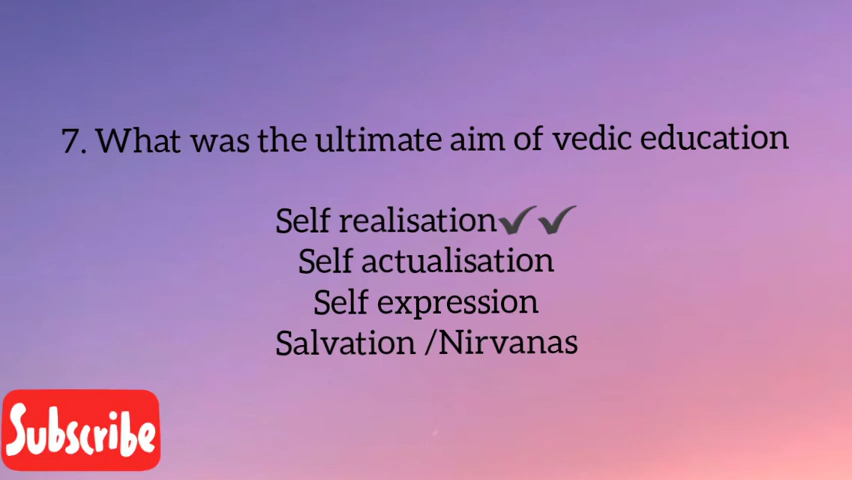 7. What was the ultimate aim of vedic education
Self realisation✔✔
Self actualisation
Self expression
Salvation /Nirvanas
Subscribe